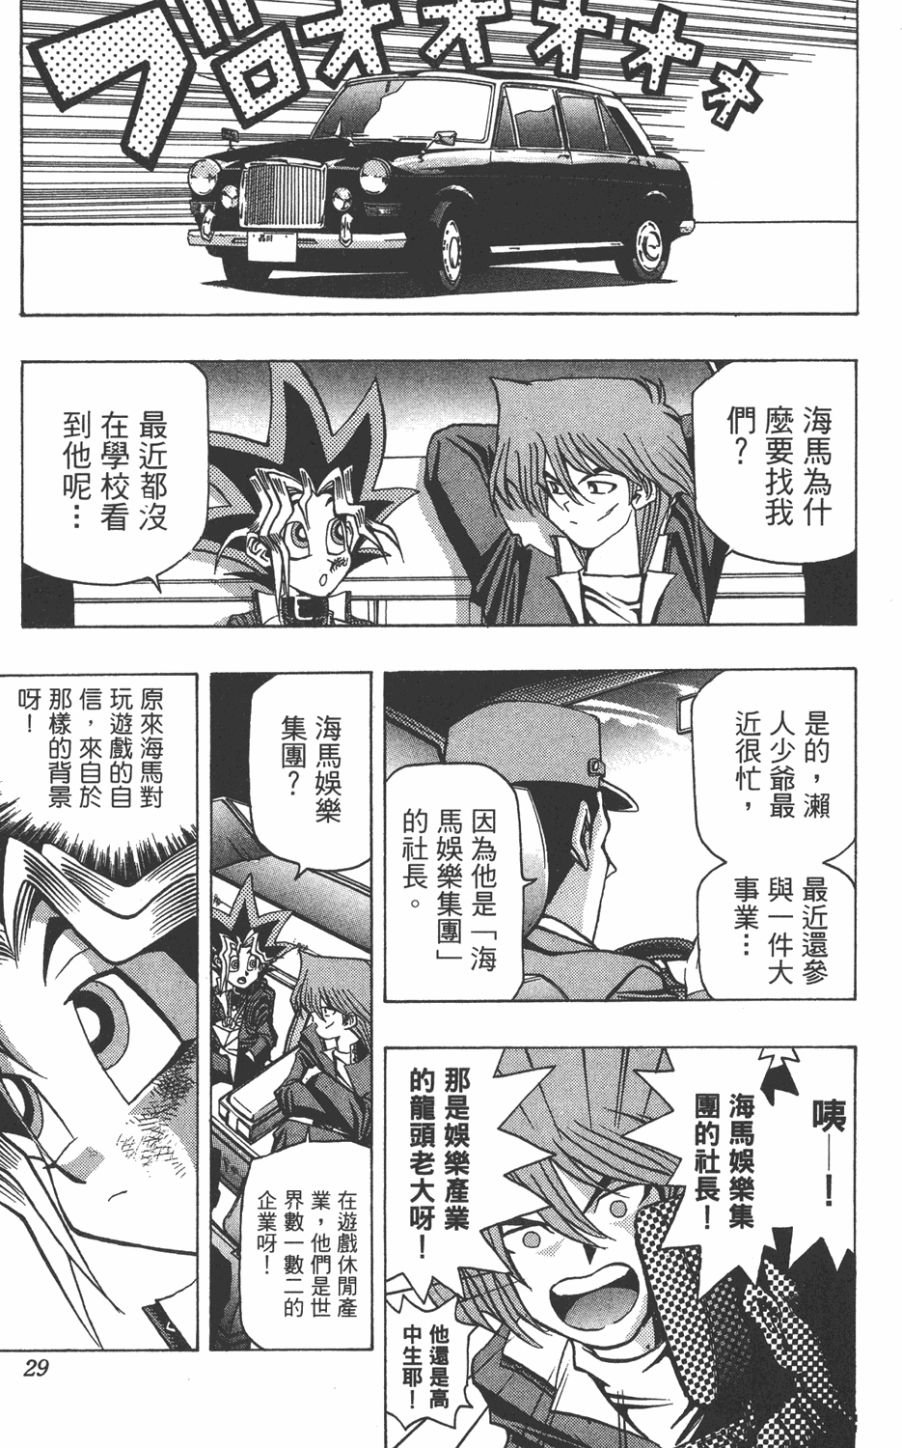 ブロオオオオォォ
海馬為什
麼要找我
們？
最近都沒
在學校看
到他呢…
是的，瀨
人少爺最
近很忙，
最近還參
與一件大
事業…
因為他是「海
馬娛樂集團」
的社長。
咦—！
海馬娛樂集
團的社長！
那是娛樂產業
的龍頭老大呀！
他還是高
中生耶！
海馬娛樂
集團？
在遊戲休閒產
業，他們是世
界數一數二的
企業呀！
原來海馬對
玩遊戲的自
信，來自於
那樣的背景
呀！
29